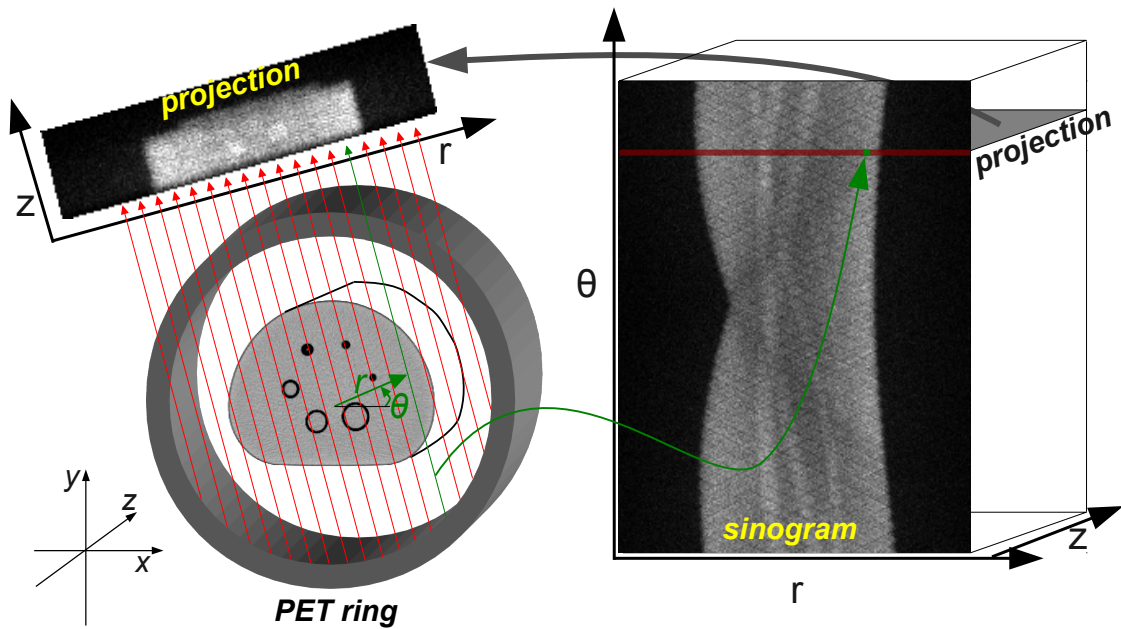 projection
z
r
r
θ
y
z
x
PET ring
θ
projection
sinogram
z
r